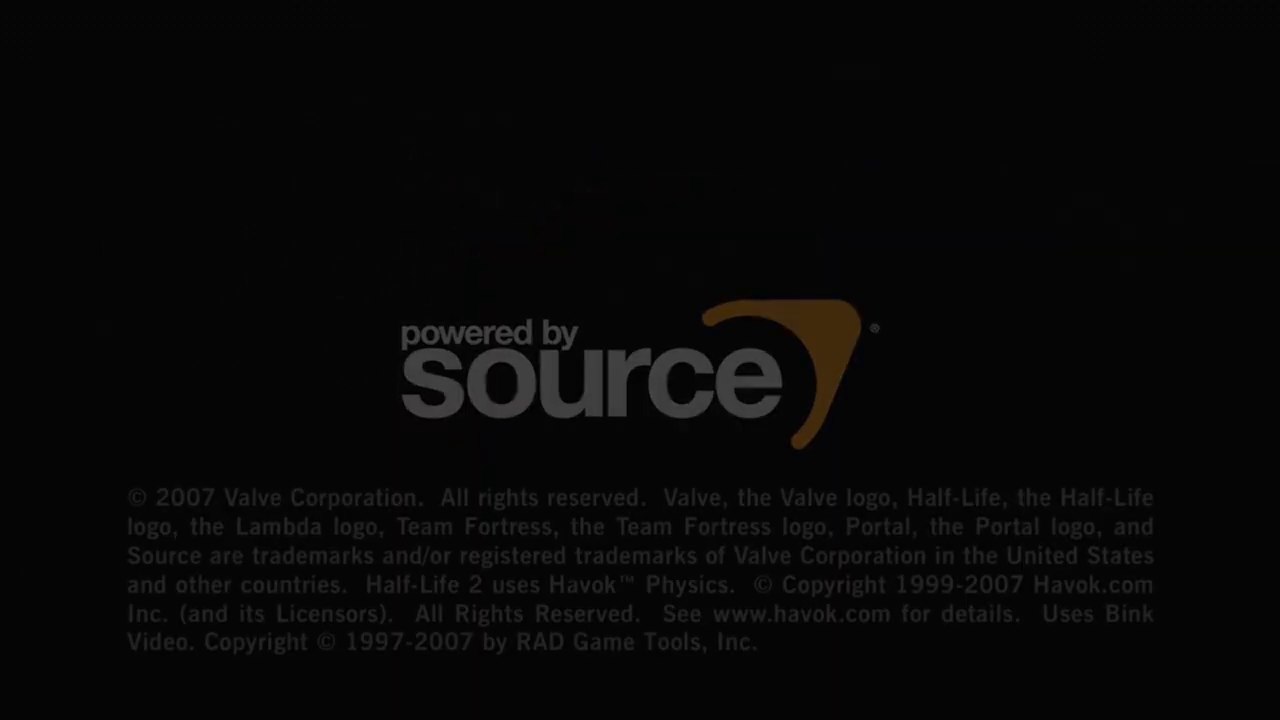 powered by
source®
© 2007 Valve Corporation. All rights reserved. Valve, the Valve logo, Half-Life, the Half-Life
logo, the Lambda logo, Team Fortress, the Team Fortress logo, Portal, the Portal logo, and
Source are trademarks and/or registered trademarks of Valve Corporation in the United States
and other countries. Half-Life 2 uses Havok™ Physics. © Copyright 1999-2007 Havok.com
Inc. (and its Licensors). All Rights Reserved. See www.havok.com for details. Uses Bink
Video. Copyright © 1997-2007 by RAD Game Tools, Inc.